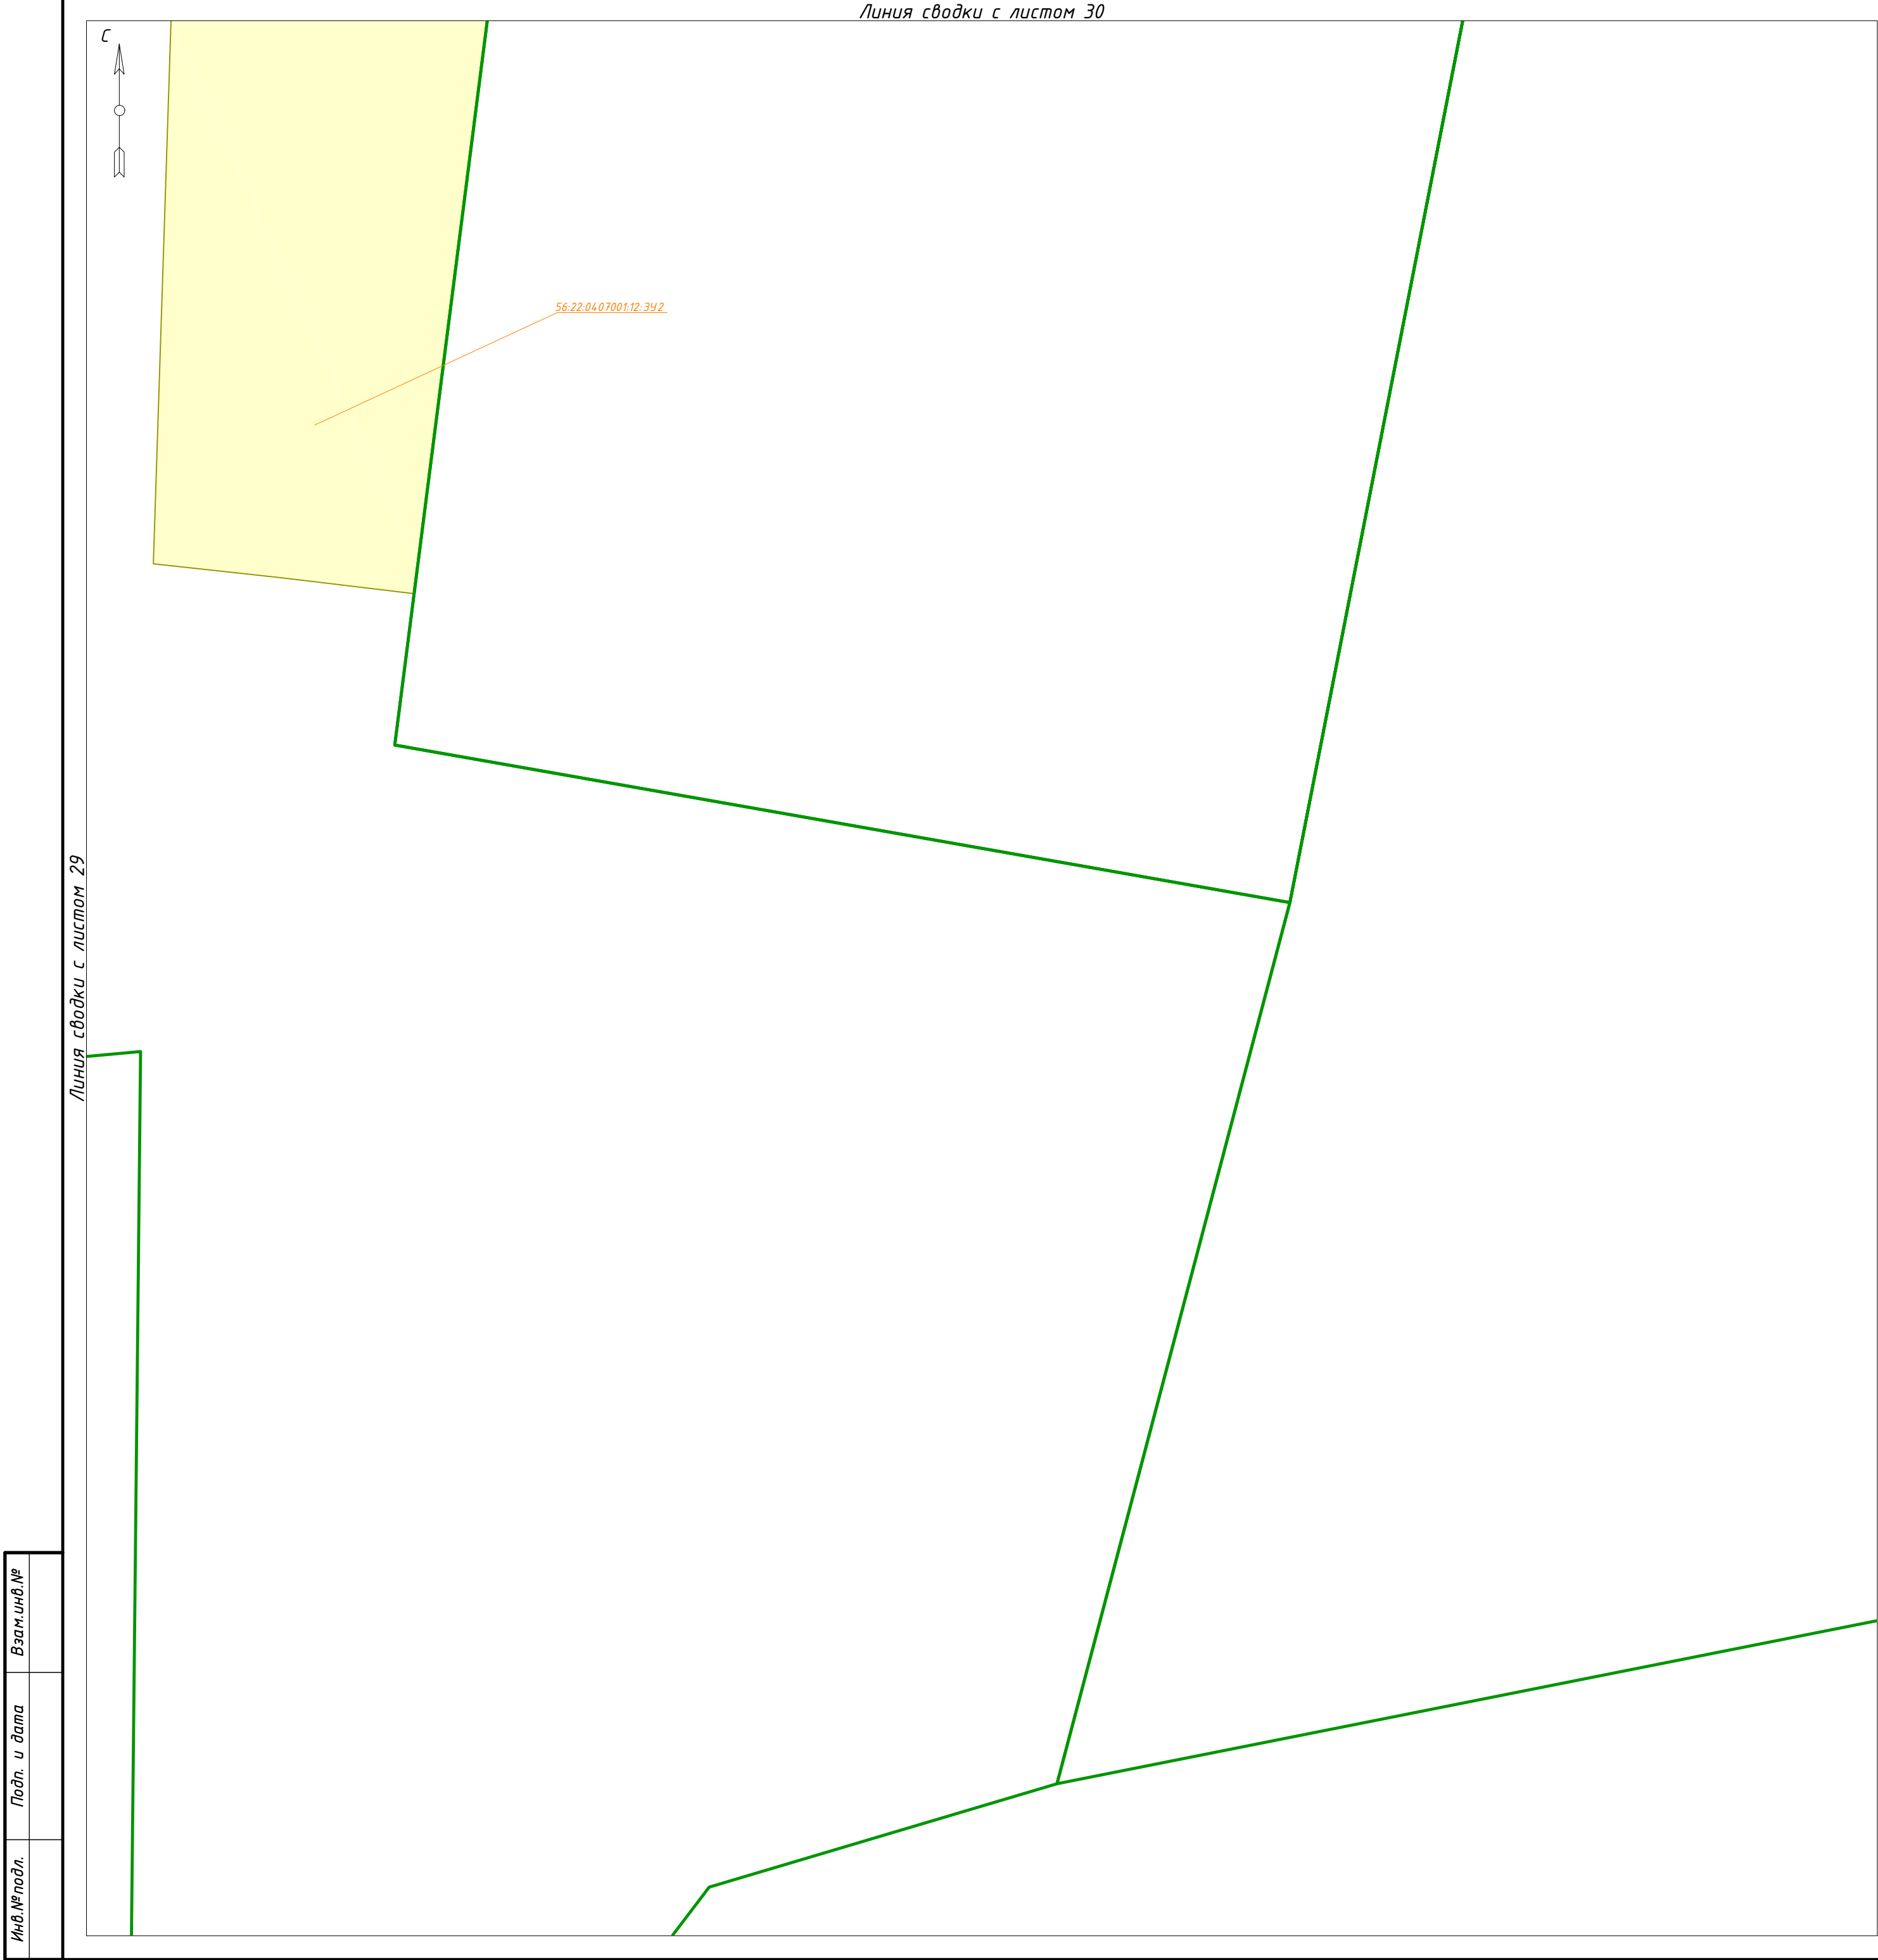 Линия сводки с листом 30
С
56:22:0407001:12:ЗУ2
Линия сводки с листом 29
Взам.инв.№
Подп. и дата
Инв.№подл.